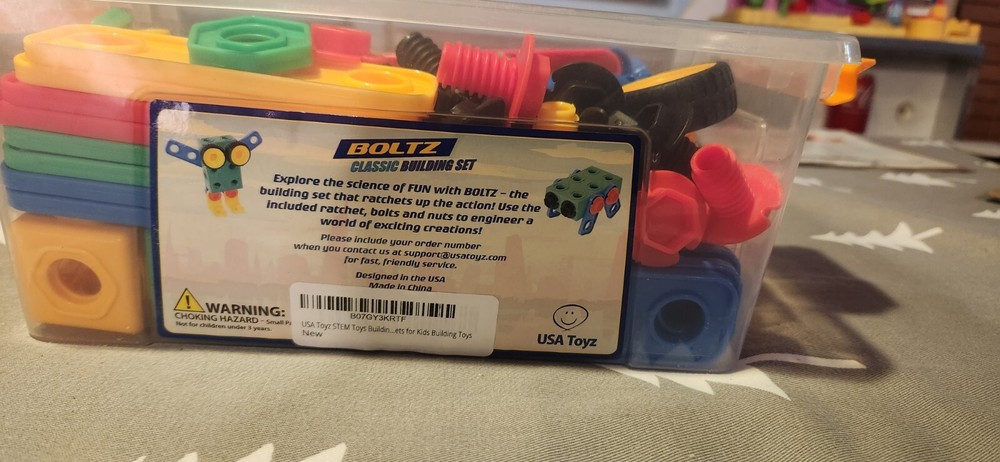 BOLTZ
CLASSIC BUILDING SET
Explore the science of FUN with BOLTZ – the
building set that ratchets up the action! Use the
included ratchet, bolts and nuts to engineer a
world of exciting creations!
Please include your order number
when you contact us at support@usatoyz.com
for fast, friendly service.
Designed in the USA
Made in China
WARNING:
CHOKING HAZARD – Small
Not for children under 3 years.
B07GY3KRTF
USA Toyz STEM Toys Buildin...ets for Kids Building Toys
New
USA Toyz